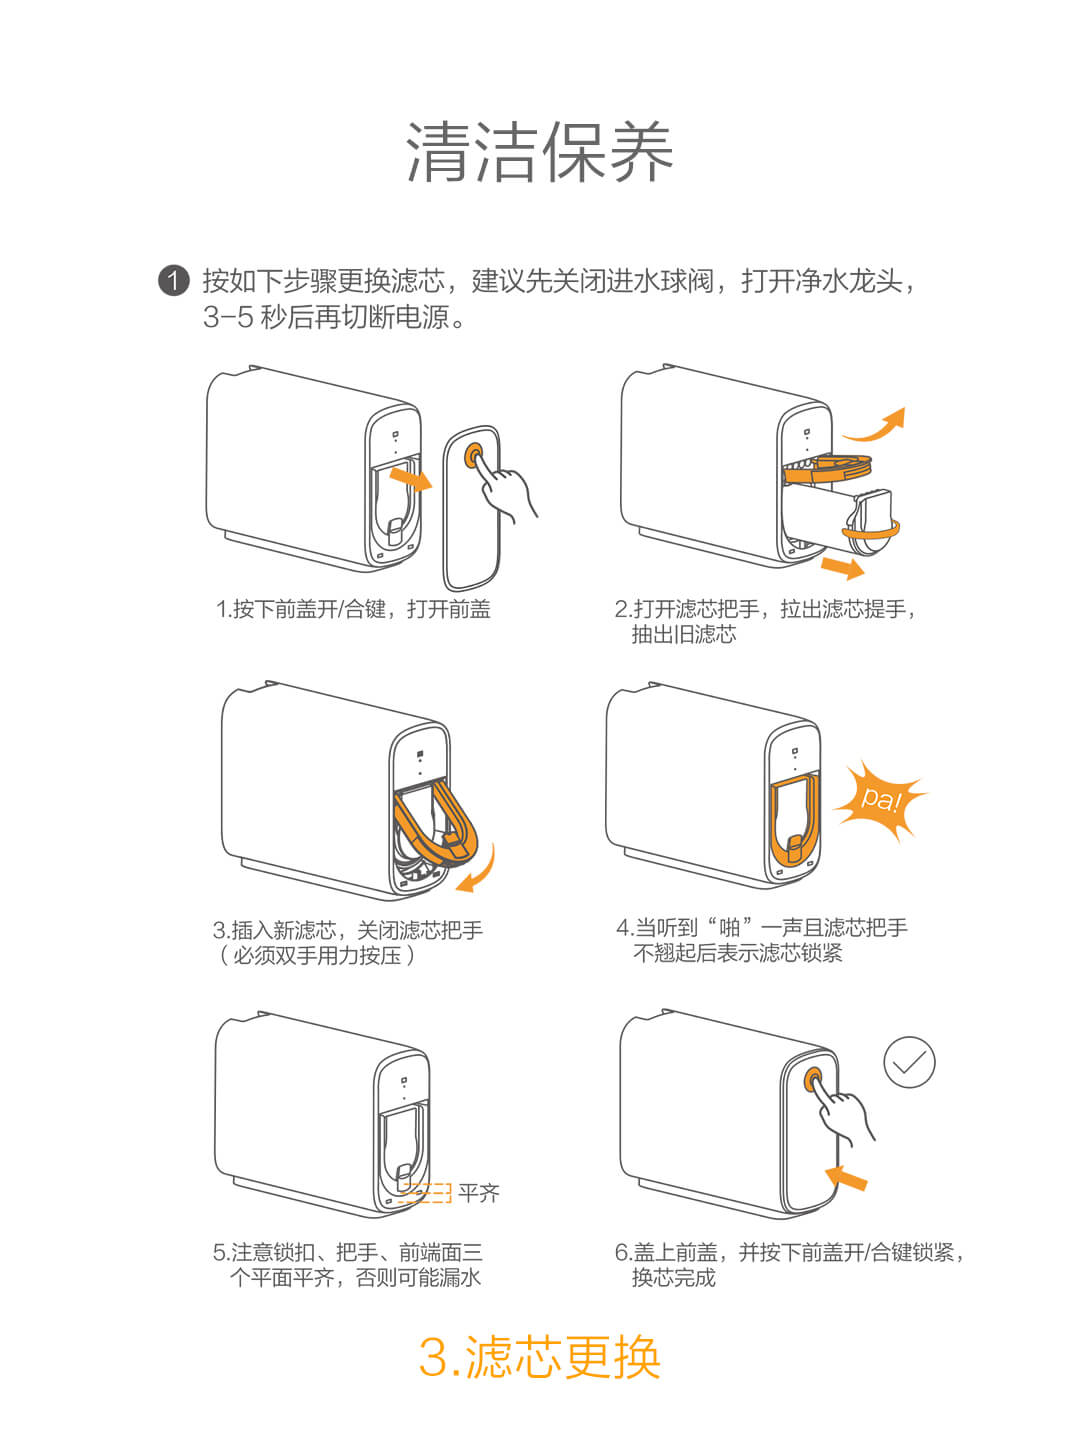 清洁保养
1 按如下步骤更换滤芯，建议先关闭进水球阀，打开净水龙头，
3-5 秒后再切断电源。
1.按下前盖开/合键，打开前盖
2.打开滤芯把手，拉出滤芯提手，
抽出旧滤芯
3.插入新滤芯，关闭滤芯把手
（必须双手用力按压）
pa!
4.当听到“啪”一声且滤芯把手
不翘起后表示滤芯锁紧
平齐
5.注意锁扣、把手、前端面三
个平面平齐，否则可能漏水
6.盖上前盖，并按下前盖开/合键锁紧，
换芯完成
3.滤芯更换